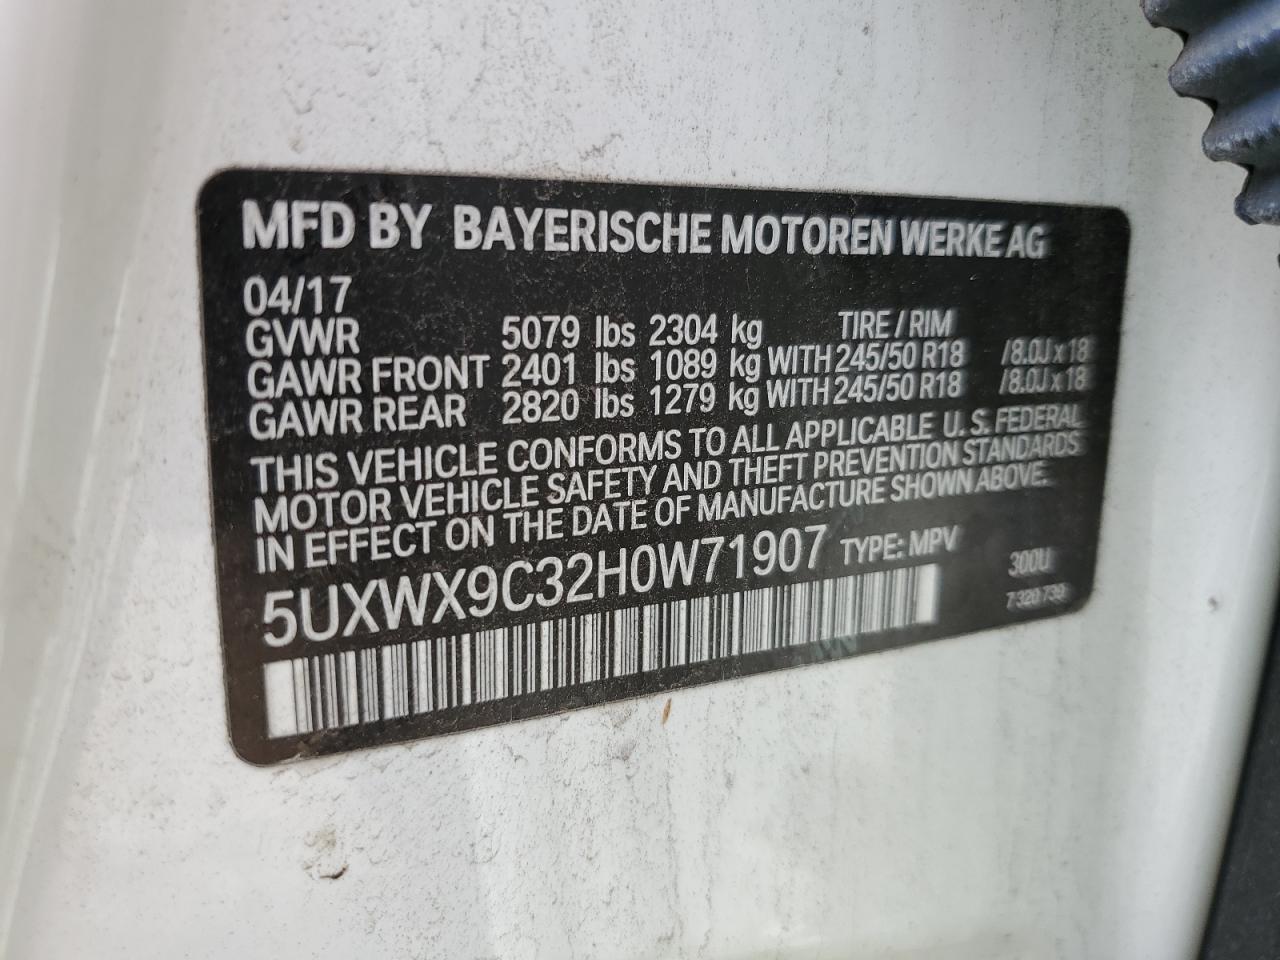 MFD BY BAYERISCHE MOTOREN WERKE AG
04/17
GVWR 5079 lbs 2304 kg TIRE / RIM
GAWR FRONT 2401 lbs 1089 kg WITH 245/50 R18 /8.0J x 18
GAWR REAR 2820 lbs 1279 kg WITH 245/50 R18 /8.0J x 18
THIS VEHICLE CONFORMS TO ALL APPLICABLE U.S. FEDERAL
MOTOR VEHICLE SAFETY AND THEFT PREVENTION STANDARDS
IN EFFECT ON THE DATE OF MANUFACTURE SHOWN ABOVE.
5UXWX9C32H0W71907 TYPE: MPV 300U
7 320 739